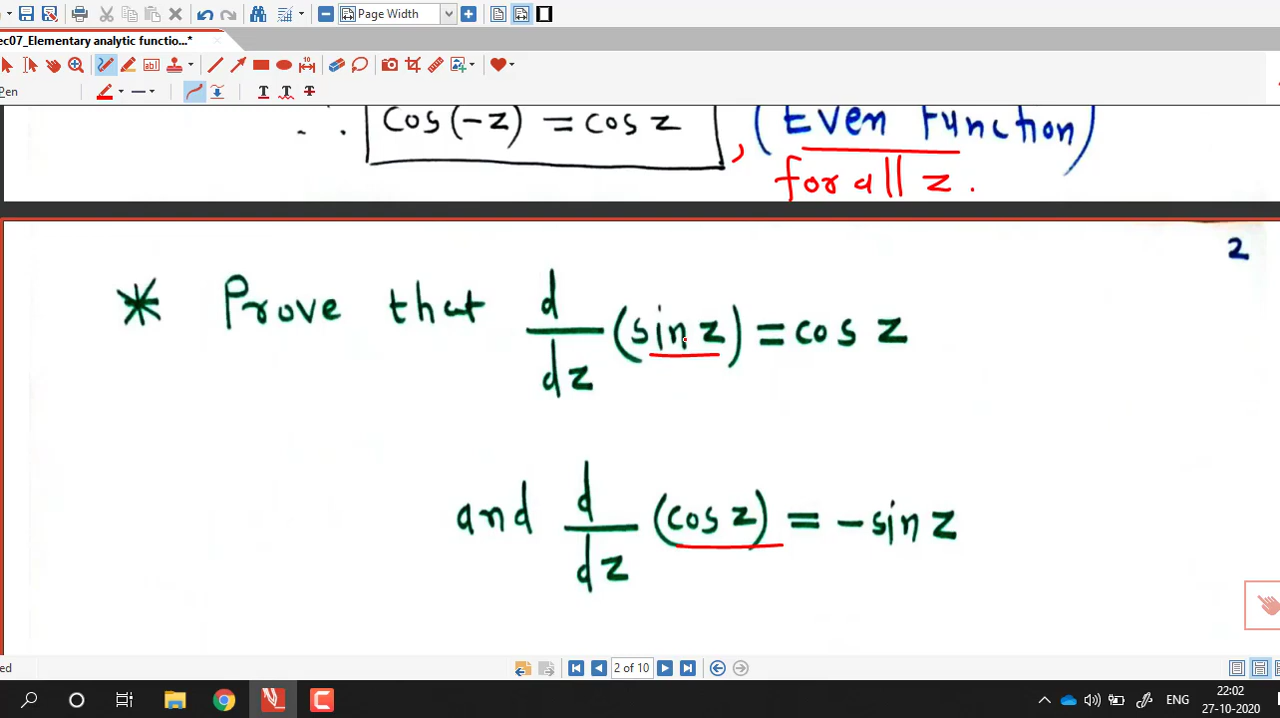 Page Width
ec07_Elementary analytic functio...*
Pen
∴ cos(-z) = cos z , (Even Function)
for all z.
2
* Prove that d/dz (sin z) = cos z
and d/dz (cos z) = -sin z
ed
2 of 10
ENG
22:02
27-10-2020